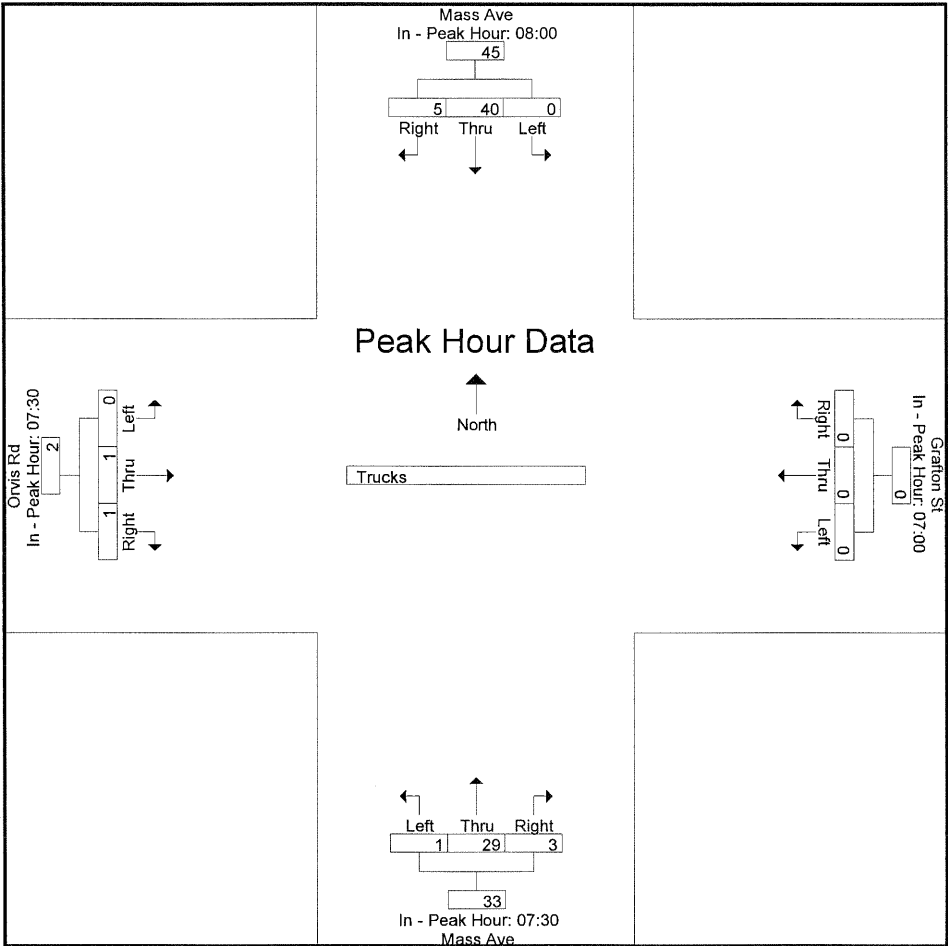 Mass Ave
In - Peak Hour: 08:00
45
5 40 0
Right Thru Left
Peak Hour Data
North
Trucks
Orvis Rd
In - Peak Hour: 07:30
2
0 1 1
Left Thru Right
Grafton St
In - Peak Hour: 07:00
0
0 0 0
Right Thru Left
Left Thru Right
1 29 3
33
In - Peak Hour: 07:30
Mass Ave